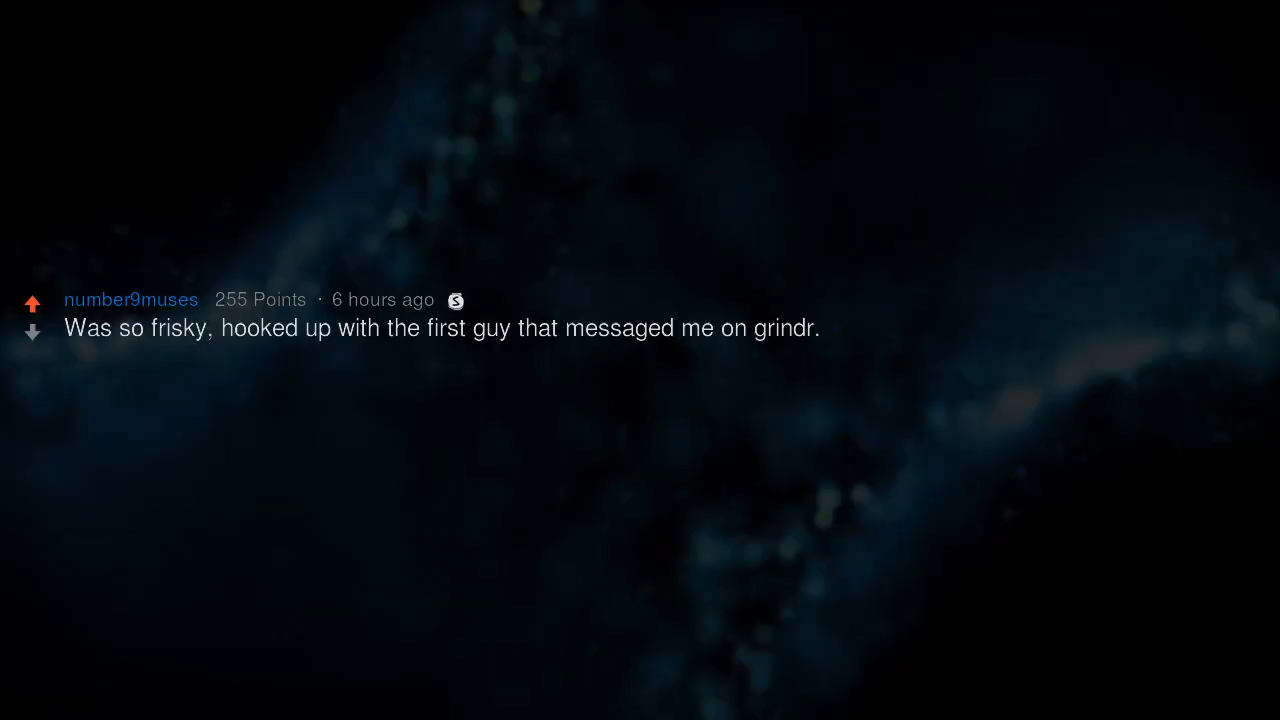 number9muses 255 Points · 6 hours ago
Was so frisky, hooked up with the first guy that messaged me on grindr.